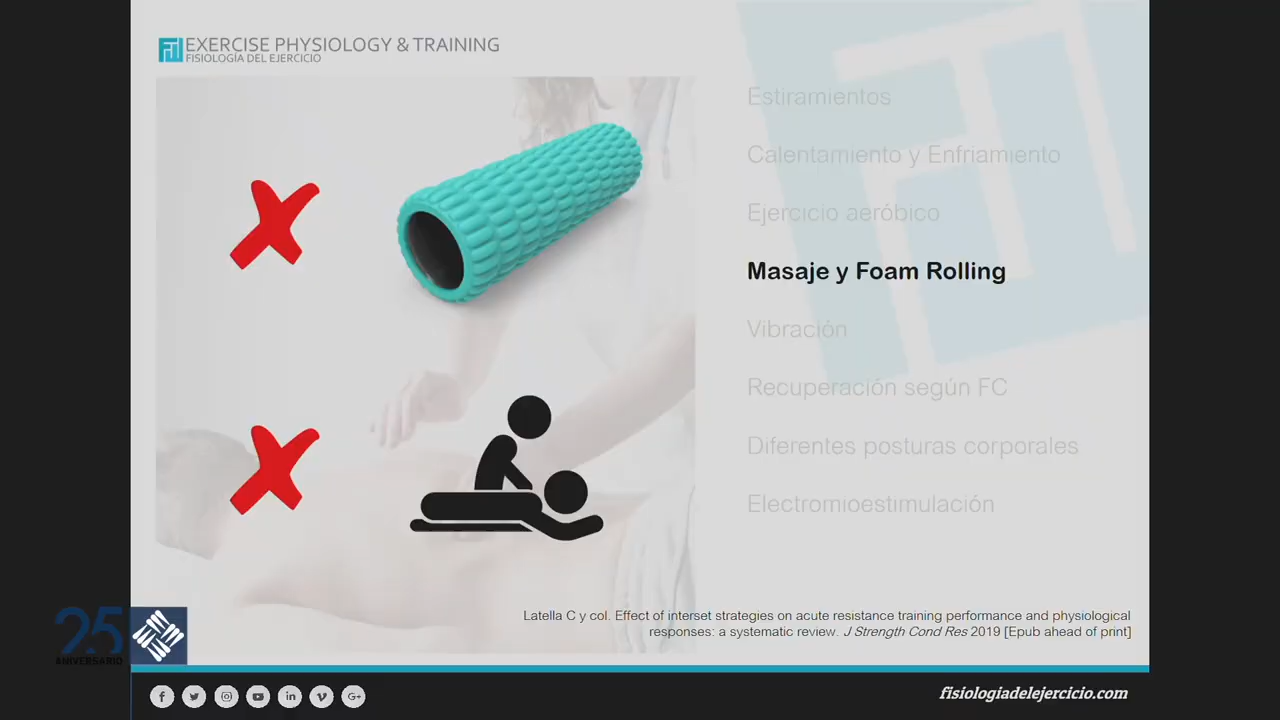 EXERCISE PHYSIOLOGY & TRAINING
FISIOLOGÍA DEL EJERCICIO
Estiramientos
Calentamiento y Enfriamiento
Ejercicio aeróbico
Masaje y Foam Rolling
Vibración
Recuperación según FC
Diferentes posturas corporales
Electromioestimulación
Latella C y col. Effect of interset strategies on acute resistance training performance and physiological
responses: a systematic review. J Strength Cond Res 2019 [Epub ahead of print]
25
ANIVERSARIO
fisiologiadelejercicio.com